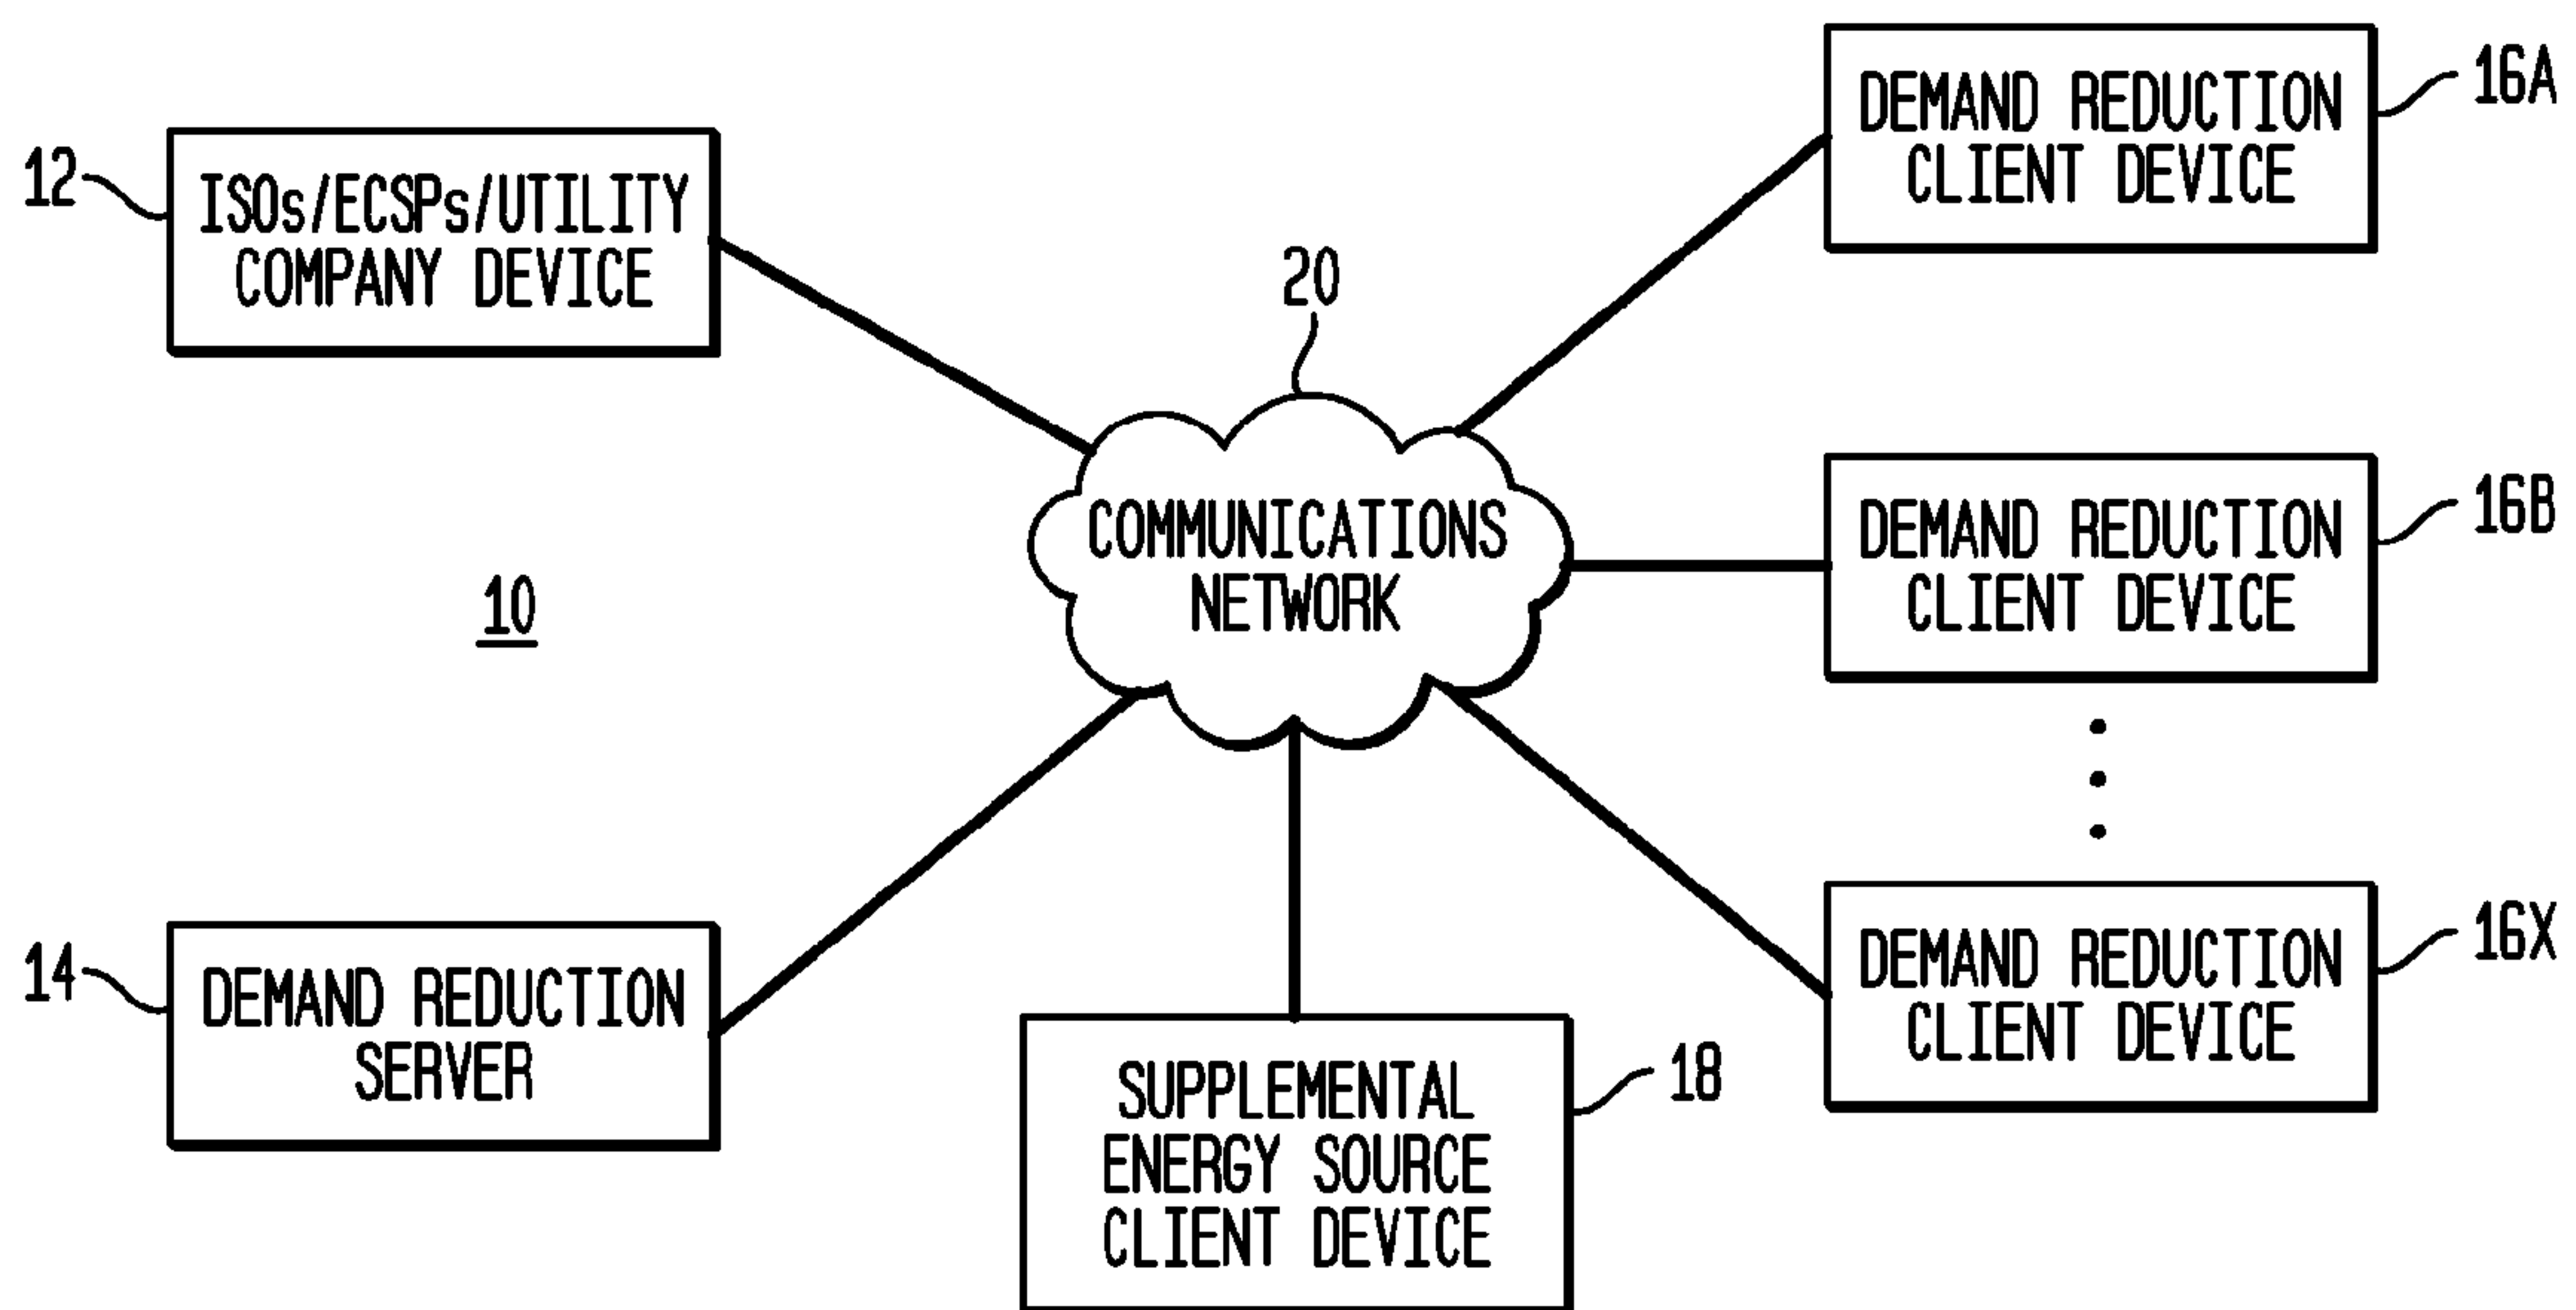 16A
DEMAND REDUCTION
CLIENT DEVICE
12
ISOs/ECSPs/UTILITY
COMPANY DEVICE
20
16B
DEMAND REDUCTION
CLIENT DEVICE
COMMUNICATIONS
NETWORK
10
16X
DEMAND REDUCTION
CLIENT DEVICE
14
DEMAND REDUCTION
SERVER
18
SUPPLEMENTAL
ENERGY SOURCE
CLIENT DEVICE